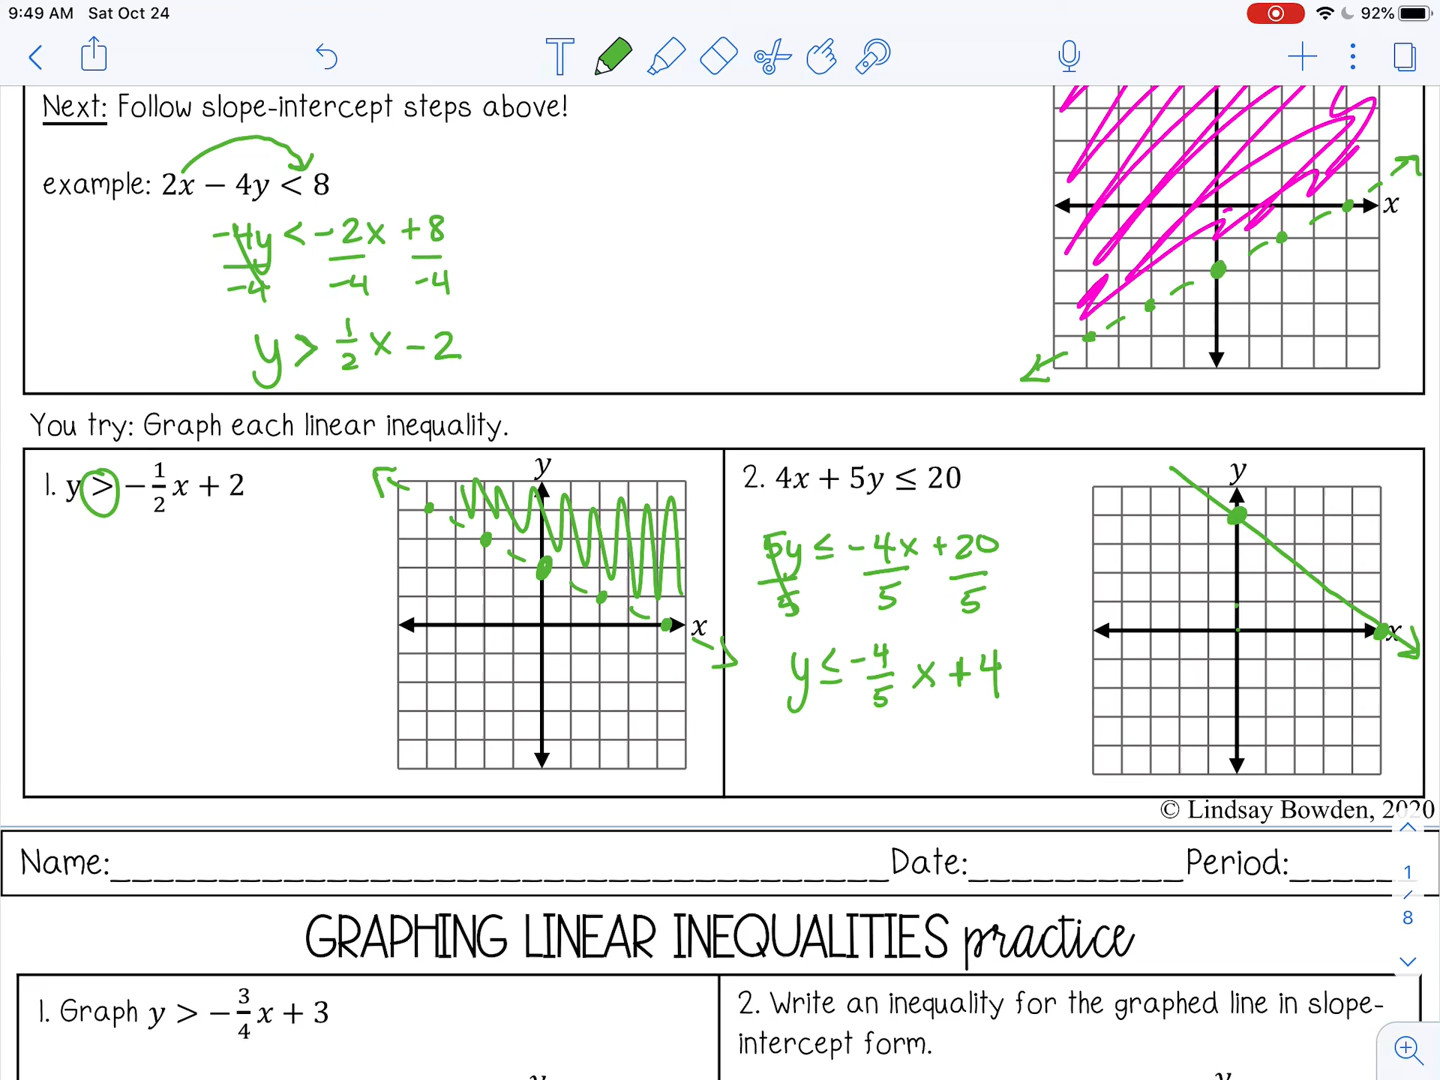 9:49 AM Sat Oct 24
92%
Next: Follow slope-intercept steps above!
example: 2x − 4y < 8
-4y < -2x +8
-4 -4 -4
y > 1/2 x - 2
x
You try: Graph each linear inequality.
1. y > − 1/2 x + 2
y
x
2. 4x + 5y ≤ 20
5y ≤ -4x +20
5 5 5
y ≤ -4/5 x + 4
y
x
© Lindsay Bowden, 2020
Name:____________________ Date:__________ Period:_____
1
/
8
GRAPHING LINEAR INEQUALITIES practice
1. Graph y > − 3/4 x + 3
y
2. Write an inequality for the graphed line in slope-
intercept form.
y